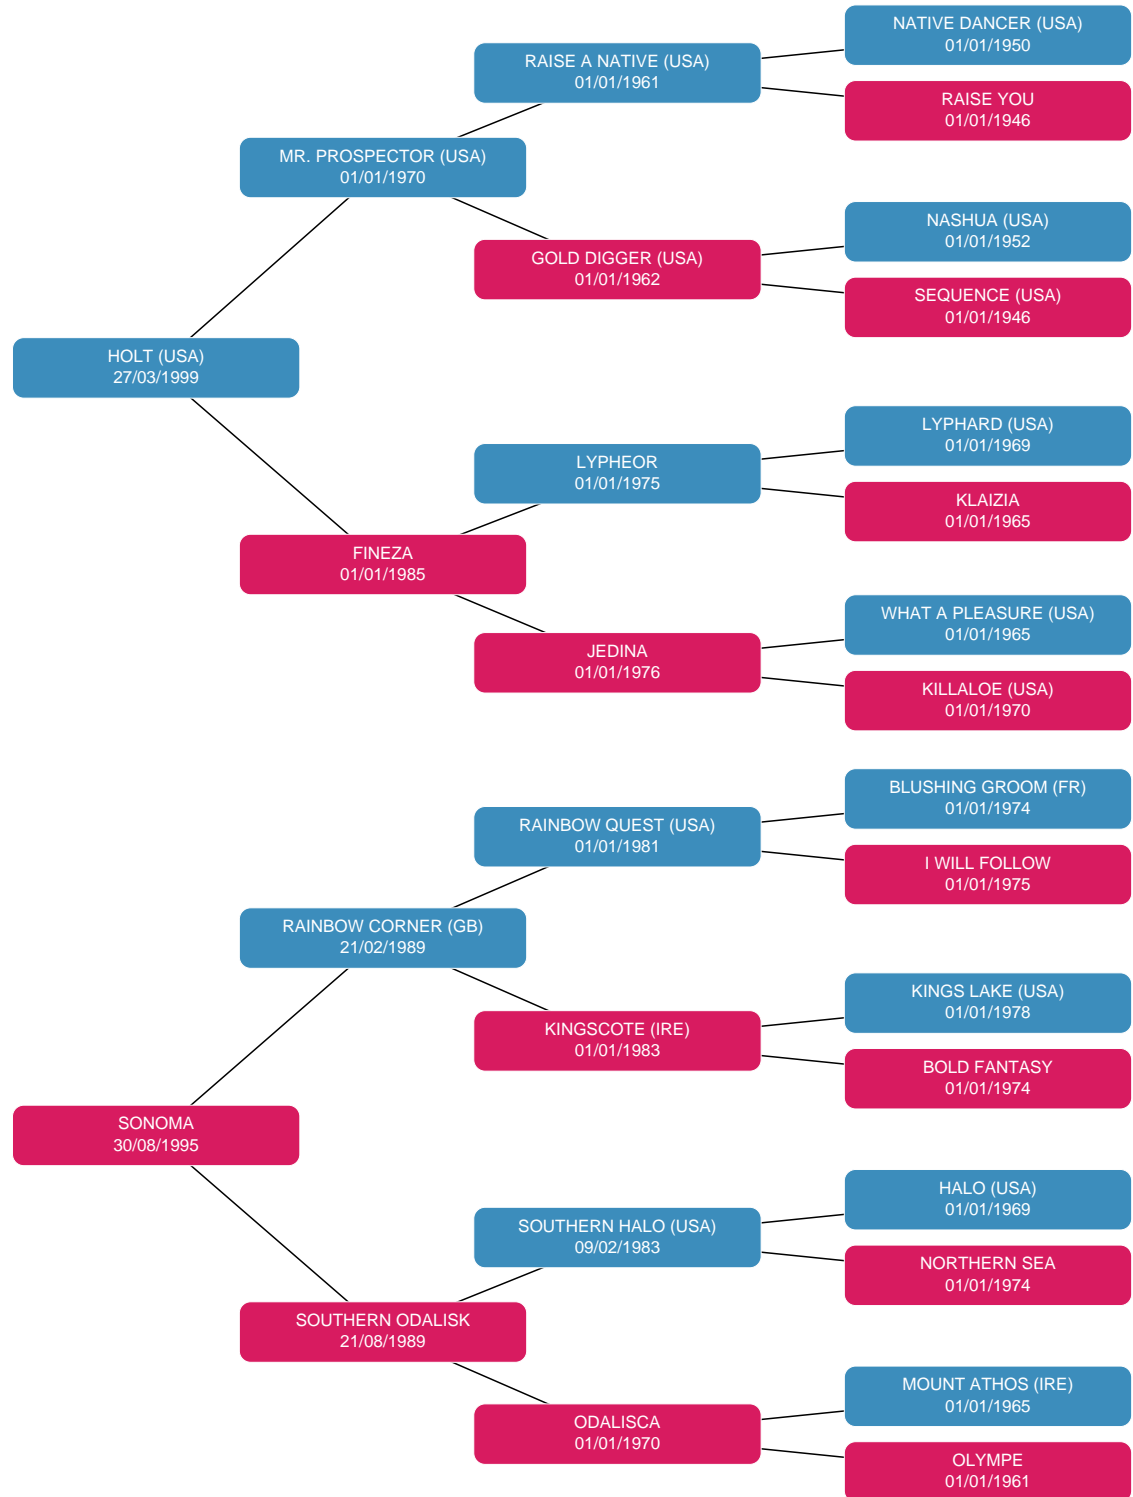 NATIVE DANCER (USA)
01/01/1950
RAISE A NATIVE (USA)
01/01/1961
RAISE YOU
01/01/1946
MR. PROSPECTOR (USA)
01/01/1970
NASHUA (USA)
01/01/1952
GOLD DIGGER (USA)
01/01/1962
SEQUENCE (USA)
01/01/1946
HOLT (USA)
27/03/1999
LYPHARD (USA)
01/01/1969
LYPHEOR
01/01/1975
KLAIZIA
01/01/1965
FINEZA
01/01/1985
WHAT A PLEASURE (USA)
01/01/1965
JEDINA
01/01/1976
KILLALOE (USA)
01/01/1970
BLUSHING GROOM (FR)
01/01/1974
RAINBOW QUEST (USA)
01/01/1981
I WILL FOLLOW
01/01/1975
RAINBOW CORNER (GB)
21/02/1989
KINGS LAKE (USA)
01/01/1978
KINGSCOTE (IRE)
01/01/1983
BOLD FANTASY
01/01/1974
SONOMA
30/08/1995
HALO (USA)
01/01/1969
SOUTHERN HALO (USA)
09/02/1983
NORTHERN SEA
01/01/1974
SOUTHERN ODALISK
21/08/1989
MOUNT ATHOS (IRE)
01/01/1965
ODALISCA
01/01/1970
OLYMPE
01/01/1961